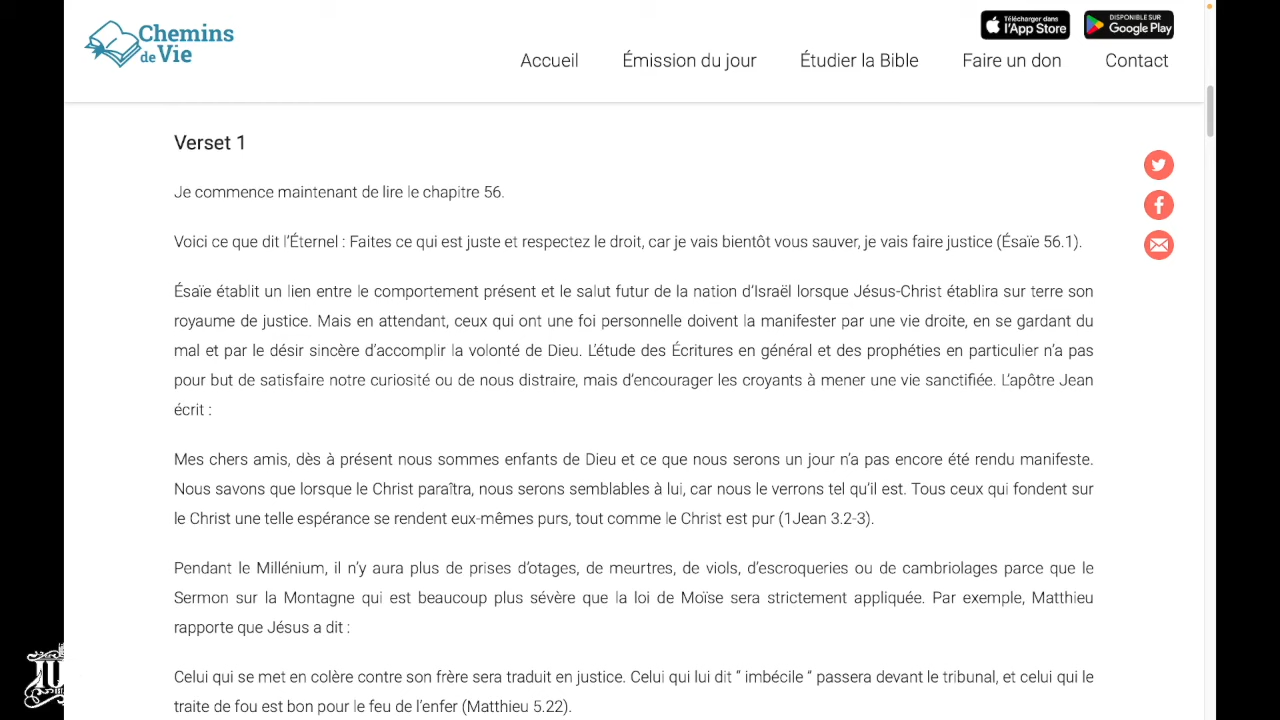 Chemins
de Vie
Télécharger dans
l'App Store
DISPONIBLE SUR
Google Play
Accueil
Émission du jour
Étudier la Bible
Faire un don
Contact
Verset 1
Je commence maintenant de lire le chapitre 56.
Voici ce que dit l’Éternel : Faites ce qui est juste et respectez le droit, car je vais bientôt vous sauver, je vais faire justice (Ésaïe 56.1).
Ésaïe établit un lien entre le comportement présent et le salut futur de la nation d’Israël lorsque Jésus-Christ établira sur terre son
royaume de justice. Mais en attendant, ceux qui ont une foi personnelle doivent la manifester par une vie droite, en se gardant du
mal et par le désir sincère d’accomplir la volonté de Dieu. L’étude des Écritures en général et des prophéties en particulier n’a pas
pour but de satisfaire notre curiosité ou de nous distraire, mais d’encourager les croyants à mener une vie sanctifiée. L’apôtre Jean
écrit :
Mes chers amis, dès à présent nous sommes enfants de Dieu et ce que nous serons un jour n’a pas encore été rendu manifeste.
Nous savons que lorsque le Christ paraîtra, nous serons semblables à lui, car nous le verrons tel qu’il est. Tous ceux qui fondent sur
le Christ une telle espérance se rendent eux-mêmes purs, tout comme le Christ est pur (1Jean 3.2-3).
Pendant le Millénium, il n’y aura plus de prises d’otages, de meurtres, de viols, d’escroqueries ou de cambriolages parce que le
Sermon sur la Montagne qui est beaucoup plus sévère que la loi de Moïse sera strictement appliquée. Par exemple, Matthieu
rapporte que Jésus a dit :
Celui qui se met en colère contre son frère sera traduit en justice. Celui qui lui dit “ imbécile ” passera devant le tribunal, et celui qui le
traite de fou est bon pour le feu de l’enfer (Matthieu 5.22).